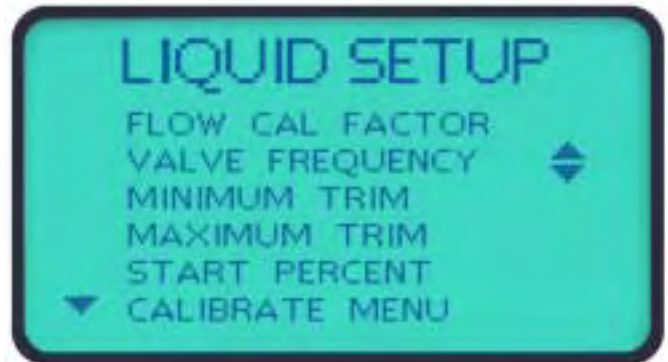 LIQUID SETUP
FLOW CAL FACTOR
VALVE FREQUENCY
MINIMUM TRIM
MAXIMUM TRIM
START PERCENT
CALIBRATE MENU